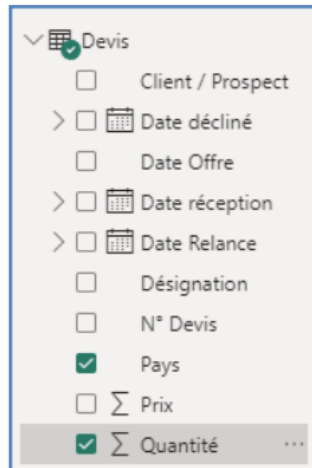 Devis
Client / Prospect
Date décliné
Date Offre
Date réception
Date Relance
Désignation
N° Devis
Pays
∑ Prix
∑ Quantité ...